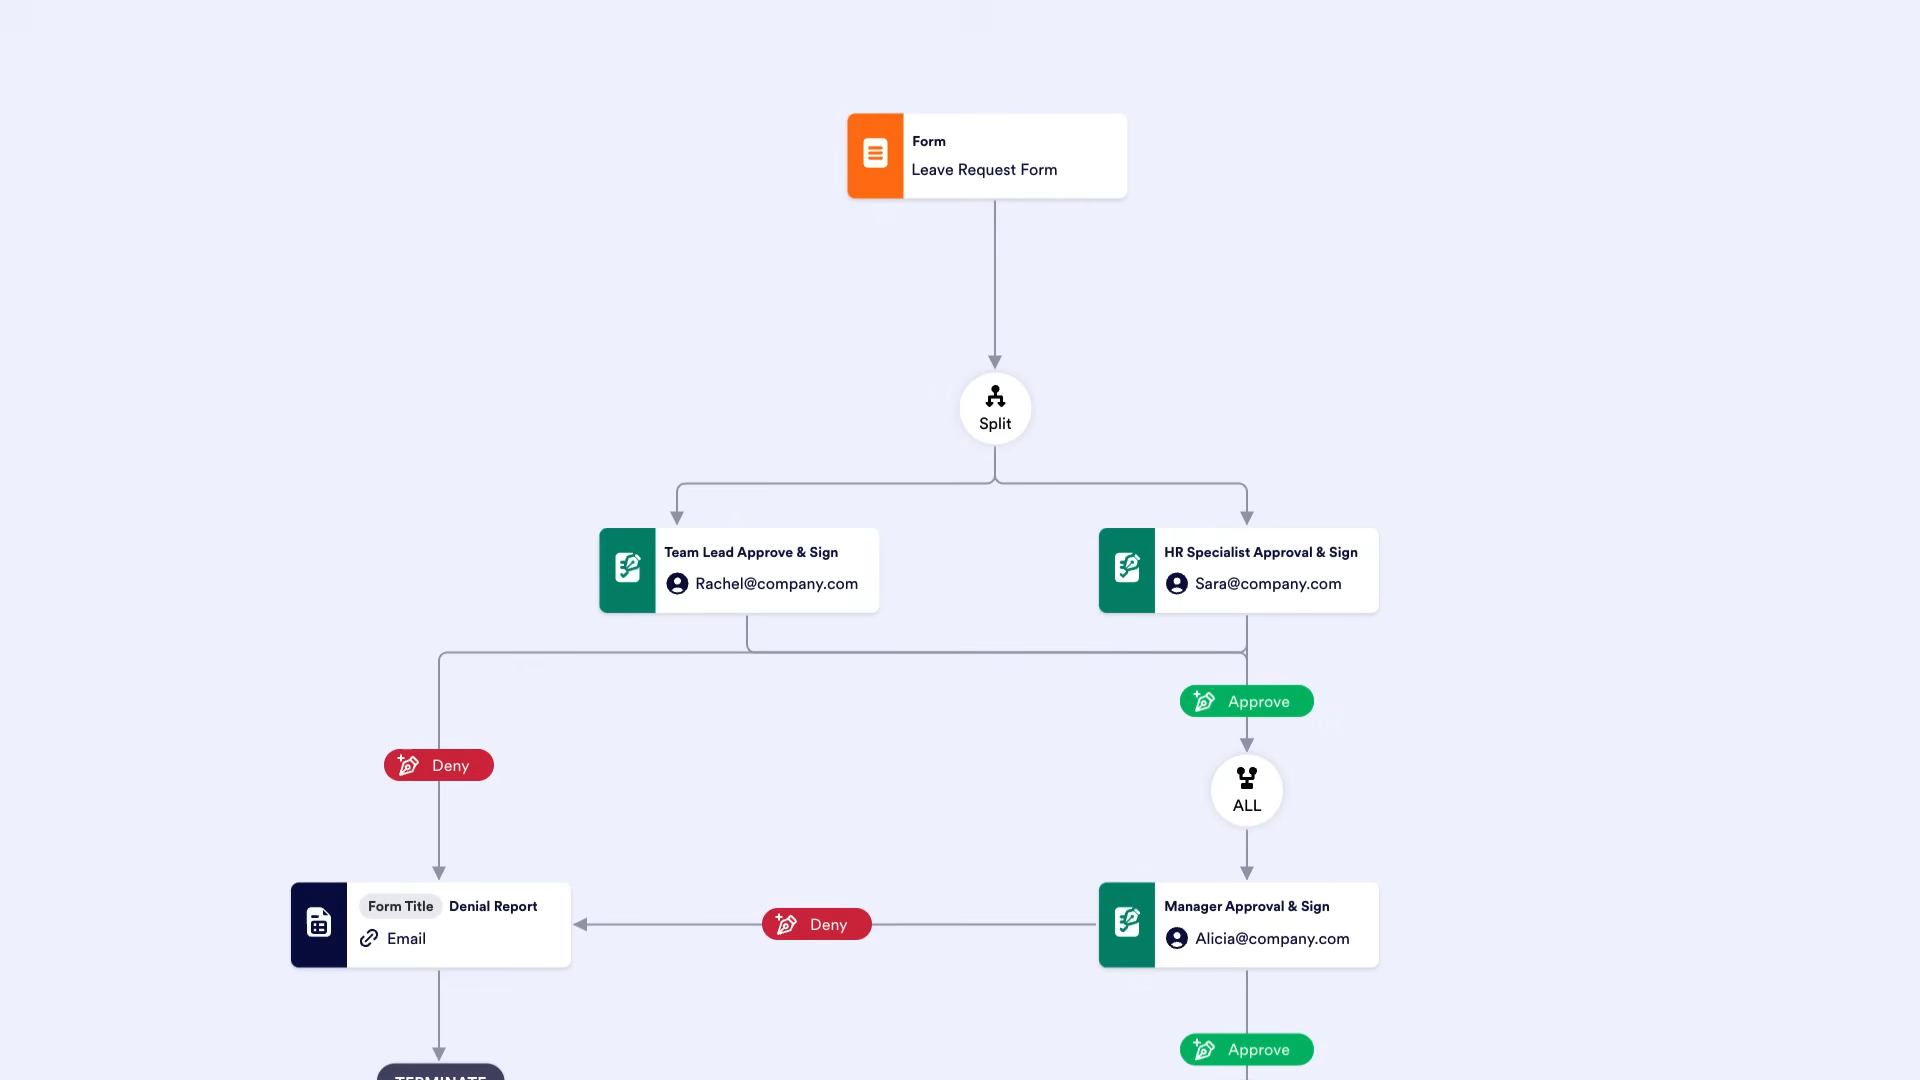 Form
Leave Request Form
Split
Team Lead Approve & Sign
Rachel@company.com
HR Specialist Approval & Sign
Sara@company.com
Approve
Deny
ALL
Form Title Denial Report
Email
Deny
Manager Approval & Sign
Alicia@company.com
Approve
TERMINATE